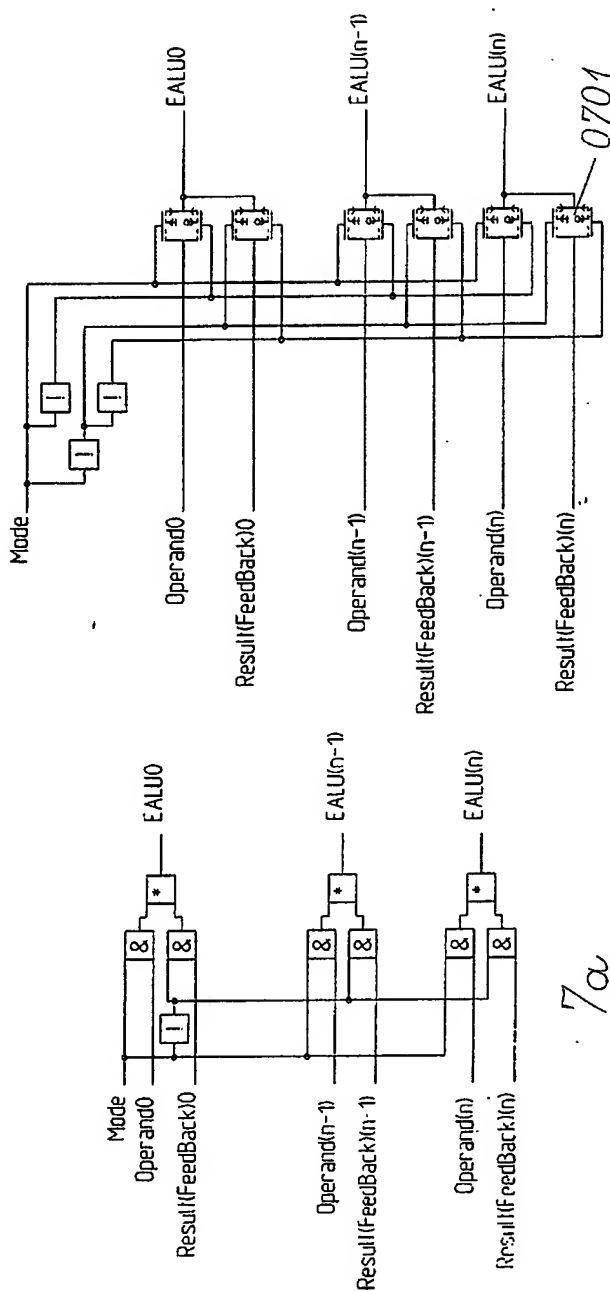 Mode
Operand0
Result(FeedBack)0
Operand(n-1)
Result(FeedBack)(n-1)
Operand(n)
Result(FeedBack)(n)
|
&
&
*
&
&
*
&
&
*
EALU0
EALU(n-1)
EALU(n)
7a
Mode
Operand0
Result(FeedBack)0
Operand(n-1)
Result(FeedBack)(n-1)
Operand(n)
Result(FeedBack)(n)
|
|
|
EALU0
EALU(n-1)
EALU(n)
0701